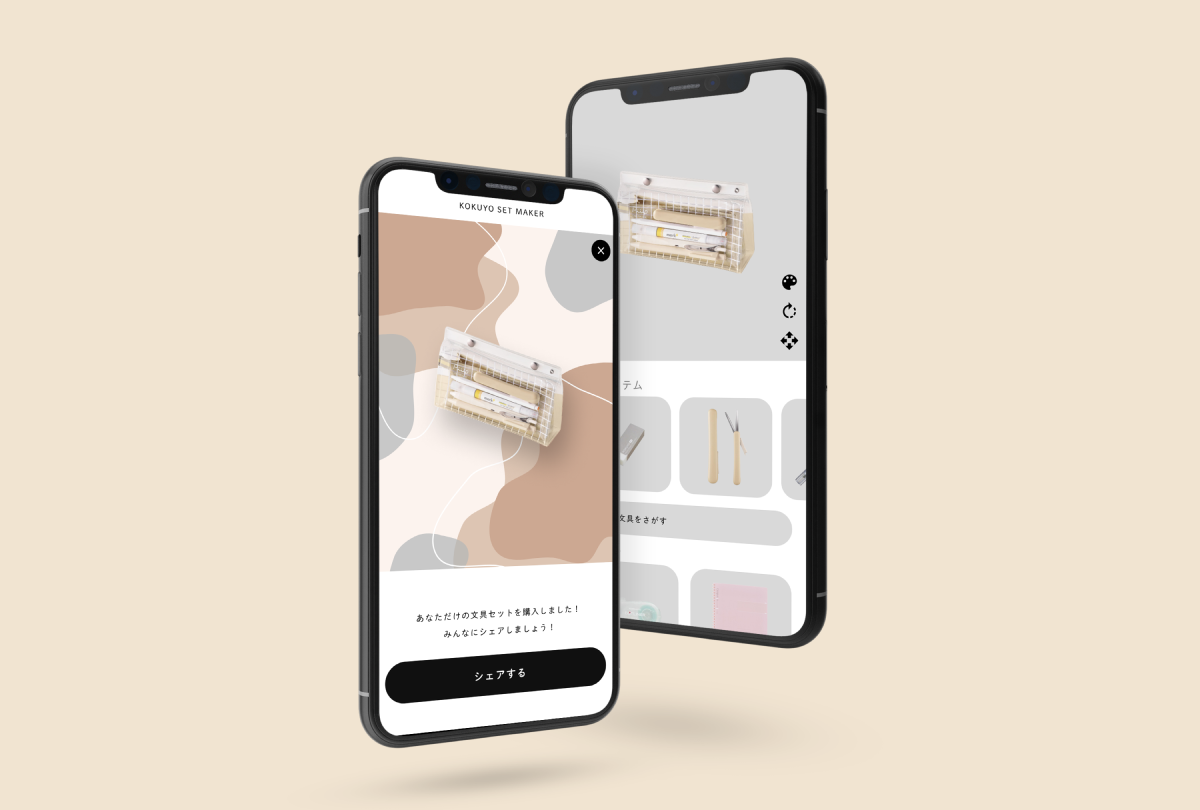 KOKUYO SET MAKER
あなただけの文具セットを購入しました！
みんなにシェアしましょう！
シェアする
テム
文具をさがす